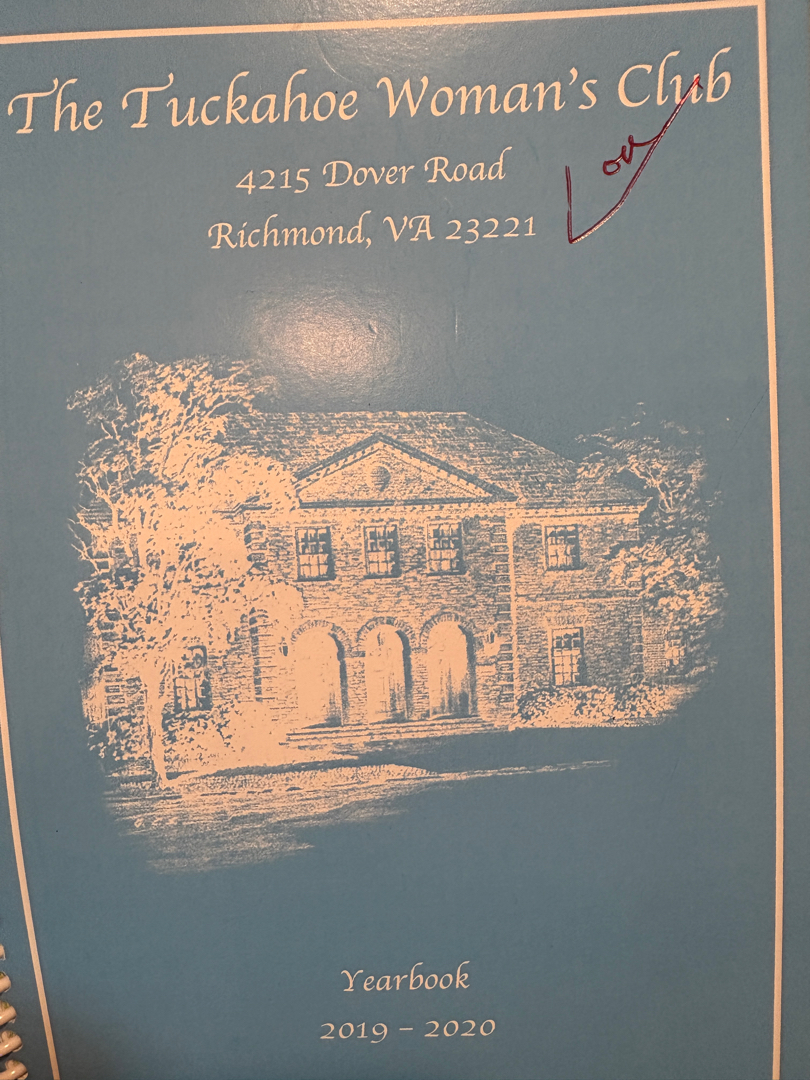 The Tuckahoe Woman's Club
4215 Dover Road
Richmond, VA 23221
Yearbook
2019 – 2020